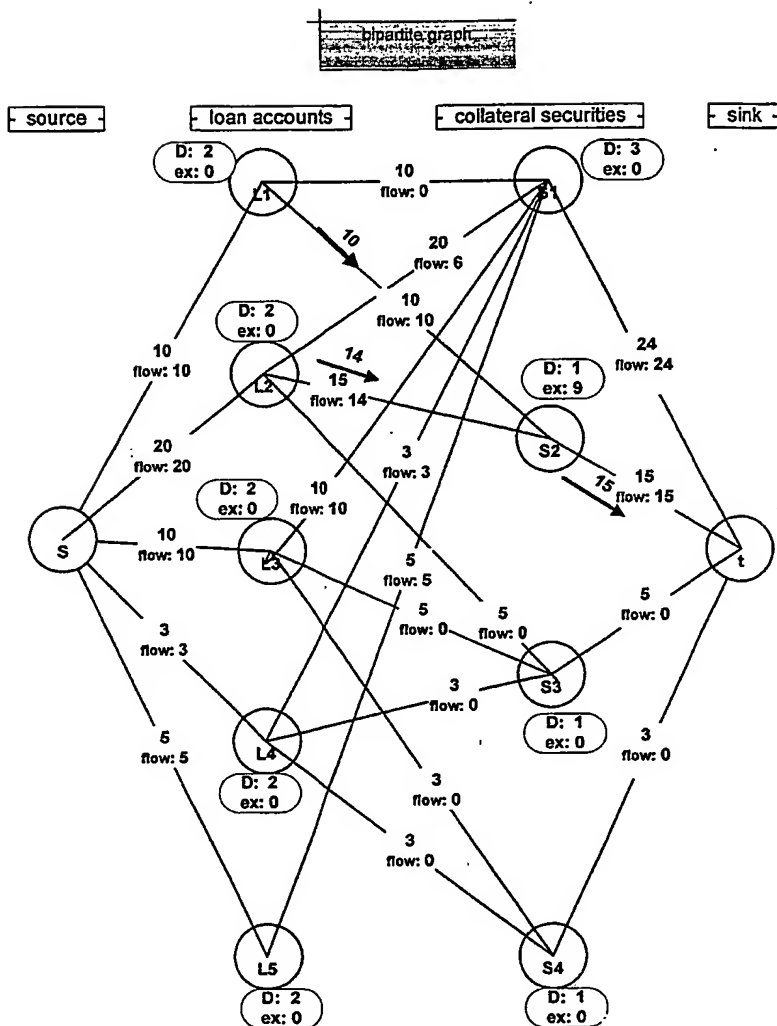 bipartite graph
source
loan accounts
collateral securities
sink
D: 2
ex: 0
L1
10
flow: 0
D: 3
ex: 0
S1
10
20
flow: 6
10
flow: 10
D: 2
ex: 0
L2
14
15
flow: 14
10
flow: 10
24
flow: 24
D: 1
ex: 9
S2
20
flow: 20
3
flow: 3
15
15
flow: 15
D: 2
ex: 0
10
flow: 10
S
10
flow: 10
L3
t
5
flow: 5
5
flow: 0
5
flow: 0
5
flow: 0
3
flow: 3
S3
3
flow: 0
D: 1
ex: 0
5
flow: 5
L4
D: 2
ex: 0
3
flow: 0
3
flow: 0
3
flow: 0
L5
D: 2
ex: 0
S4
D: 1
ex: 0